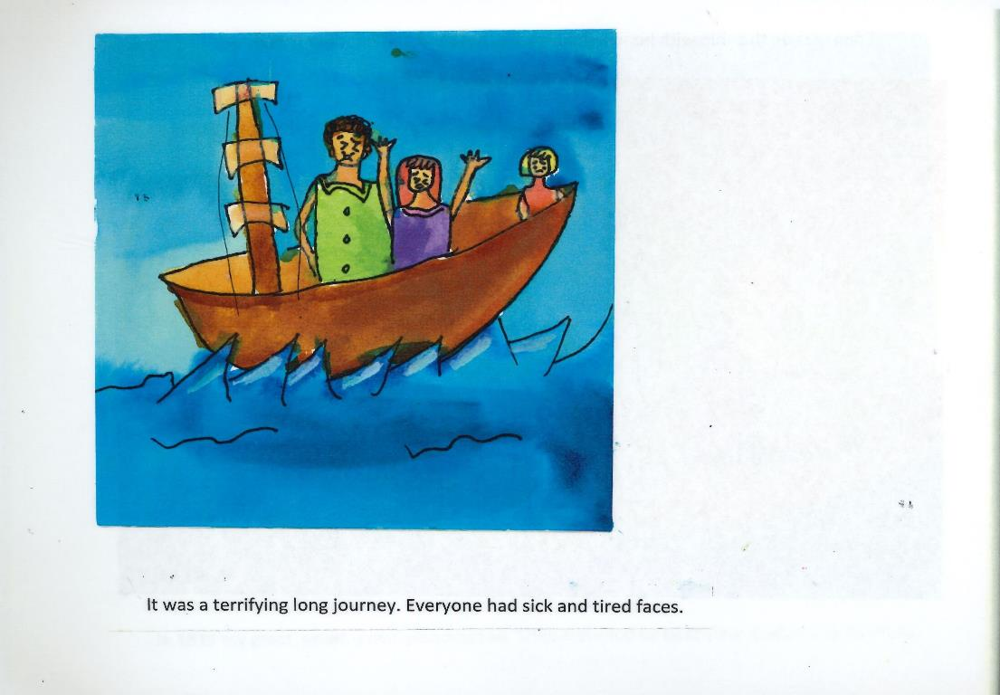 It was a terrifying long journey. Everyone had sick and tired faces.